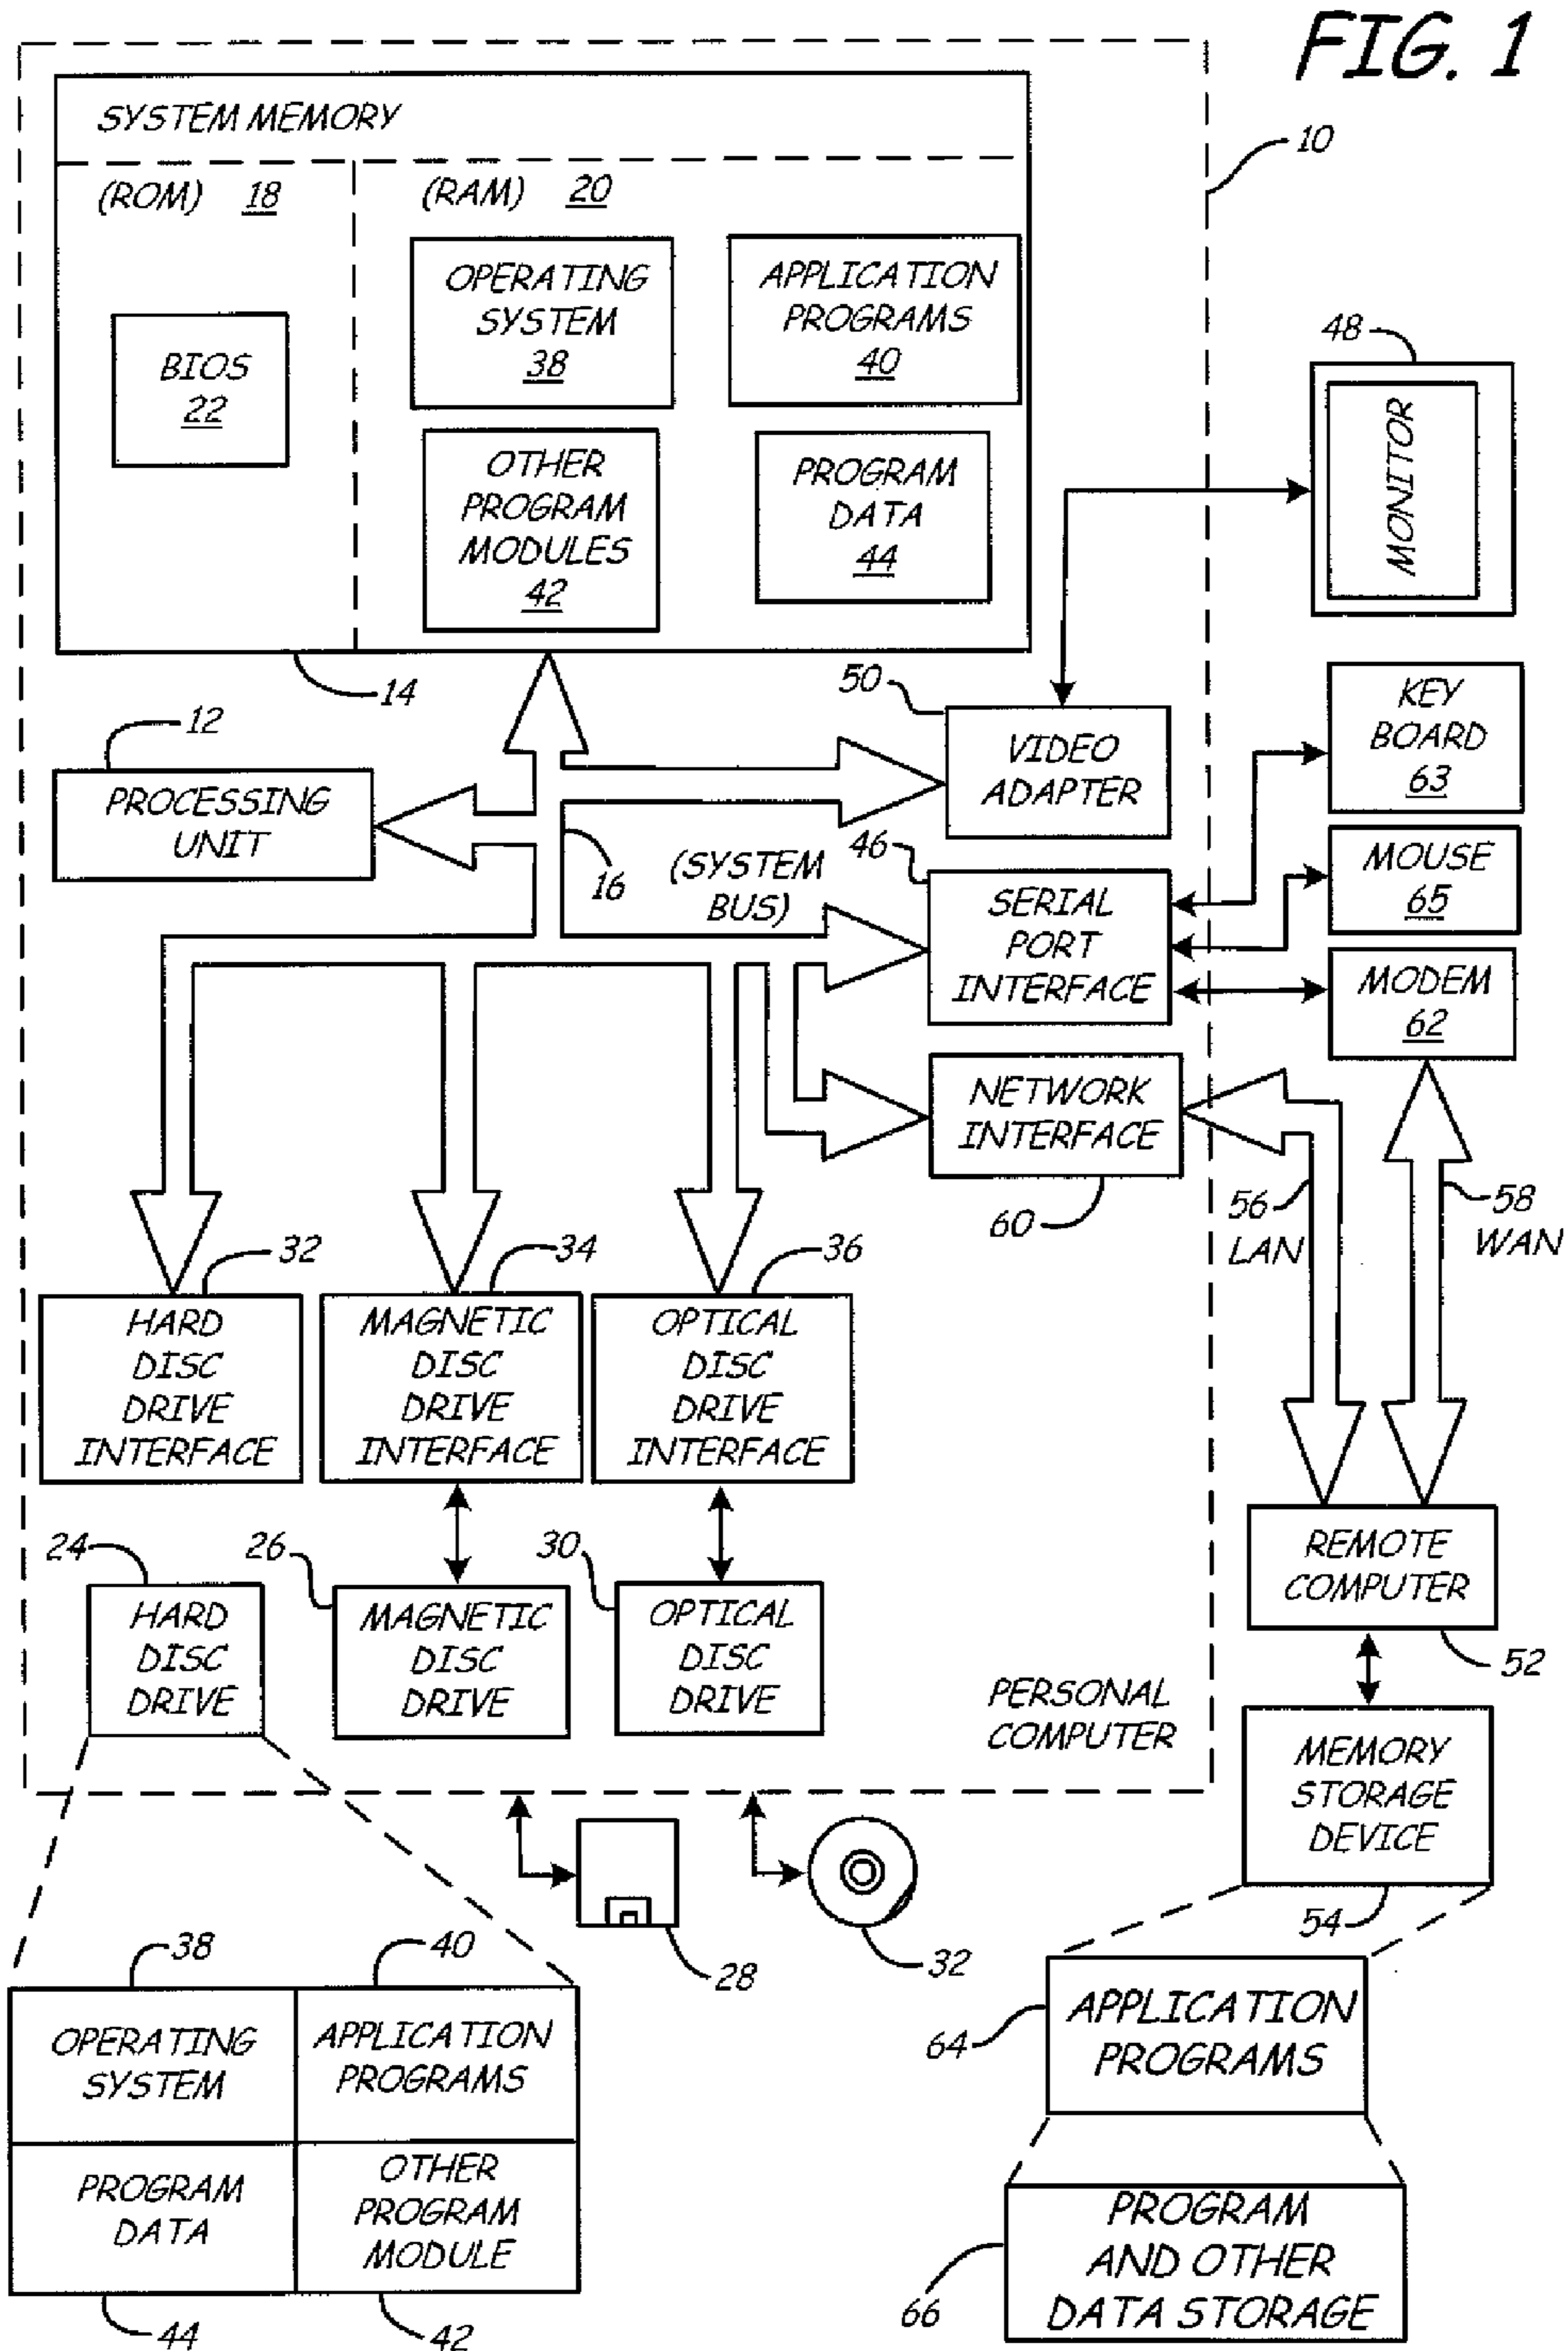 FIG. 1
10
SYSTEM MEMORY
(ROM) 18
(RAM) 20
BIOS
22
OPERATING
SYSTEM
38
APPLICATION
PROGRAMS
40
OTHER
PROGRAM
MODULES
42
PROGRAM
DATA
44
14
48
MONITOR
12
PROCESSING
UNIT
50
VIDEO
ADAPTER
KEY
BOARD
63
16
(SYSTEM
BUS)
46
SERIAL
PORT
INTERFACE
MOUSE
65
MODEM
62
NETWORK
INTERFACE
60
56
LAN
58
WAN
32
HARD
DISC
DRIVE
INTERFACE
34
MAGNETIC
DISC
DRIVE
INTERFACE
36
OPTICAL
DISC
DRIVE
INTERFACE
24
HARD
DISC
DRIVE
26
MAGNETIC
DISC
DRIVE
30
OPTICAL
DISC
DRIVE
PERSONAL
COMPUTER
REMOTE
COMPUTER
52
MEMORY
STORAGE
DEVICE
54
28
32
38
OPERATING
SYSTEM
40
APPLICATION
PROGRAMS
PROGRAM
DATA
44
OTHER
PROGRAM
MODULE
42
64
APPLICATION
PROGRAMS
66
PROGRAM
AND OTHER
DATA STORAGE